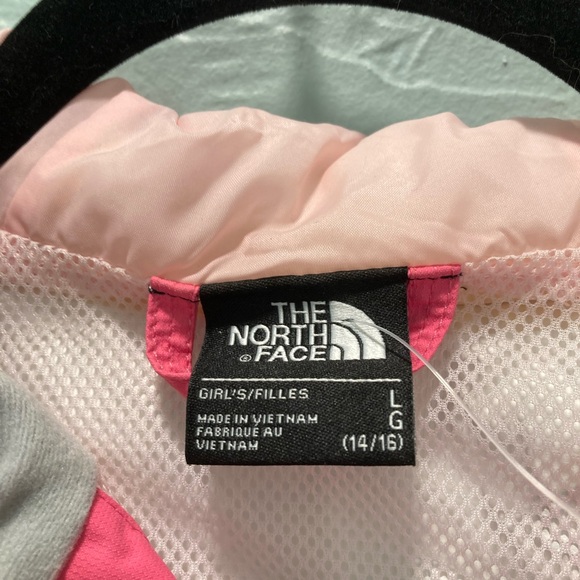 THE
NORTH
FACE
GIRL'S/FILLES
MADE IN VIETNAM
FABRIQUÉ AU
VIETNAM
L
G
(14/16)